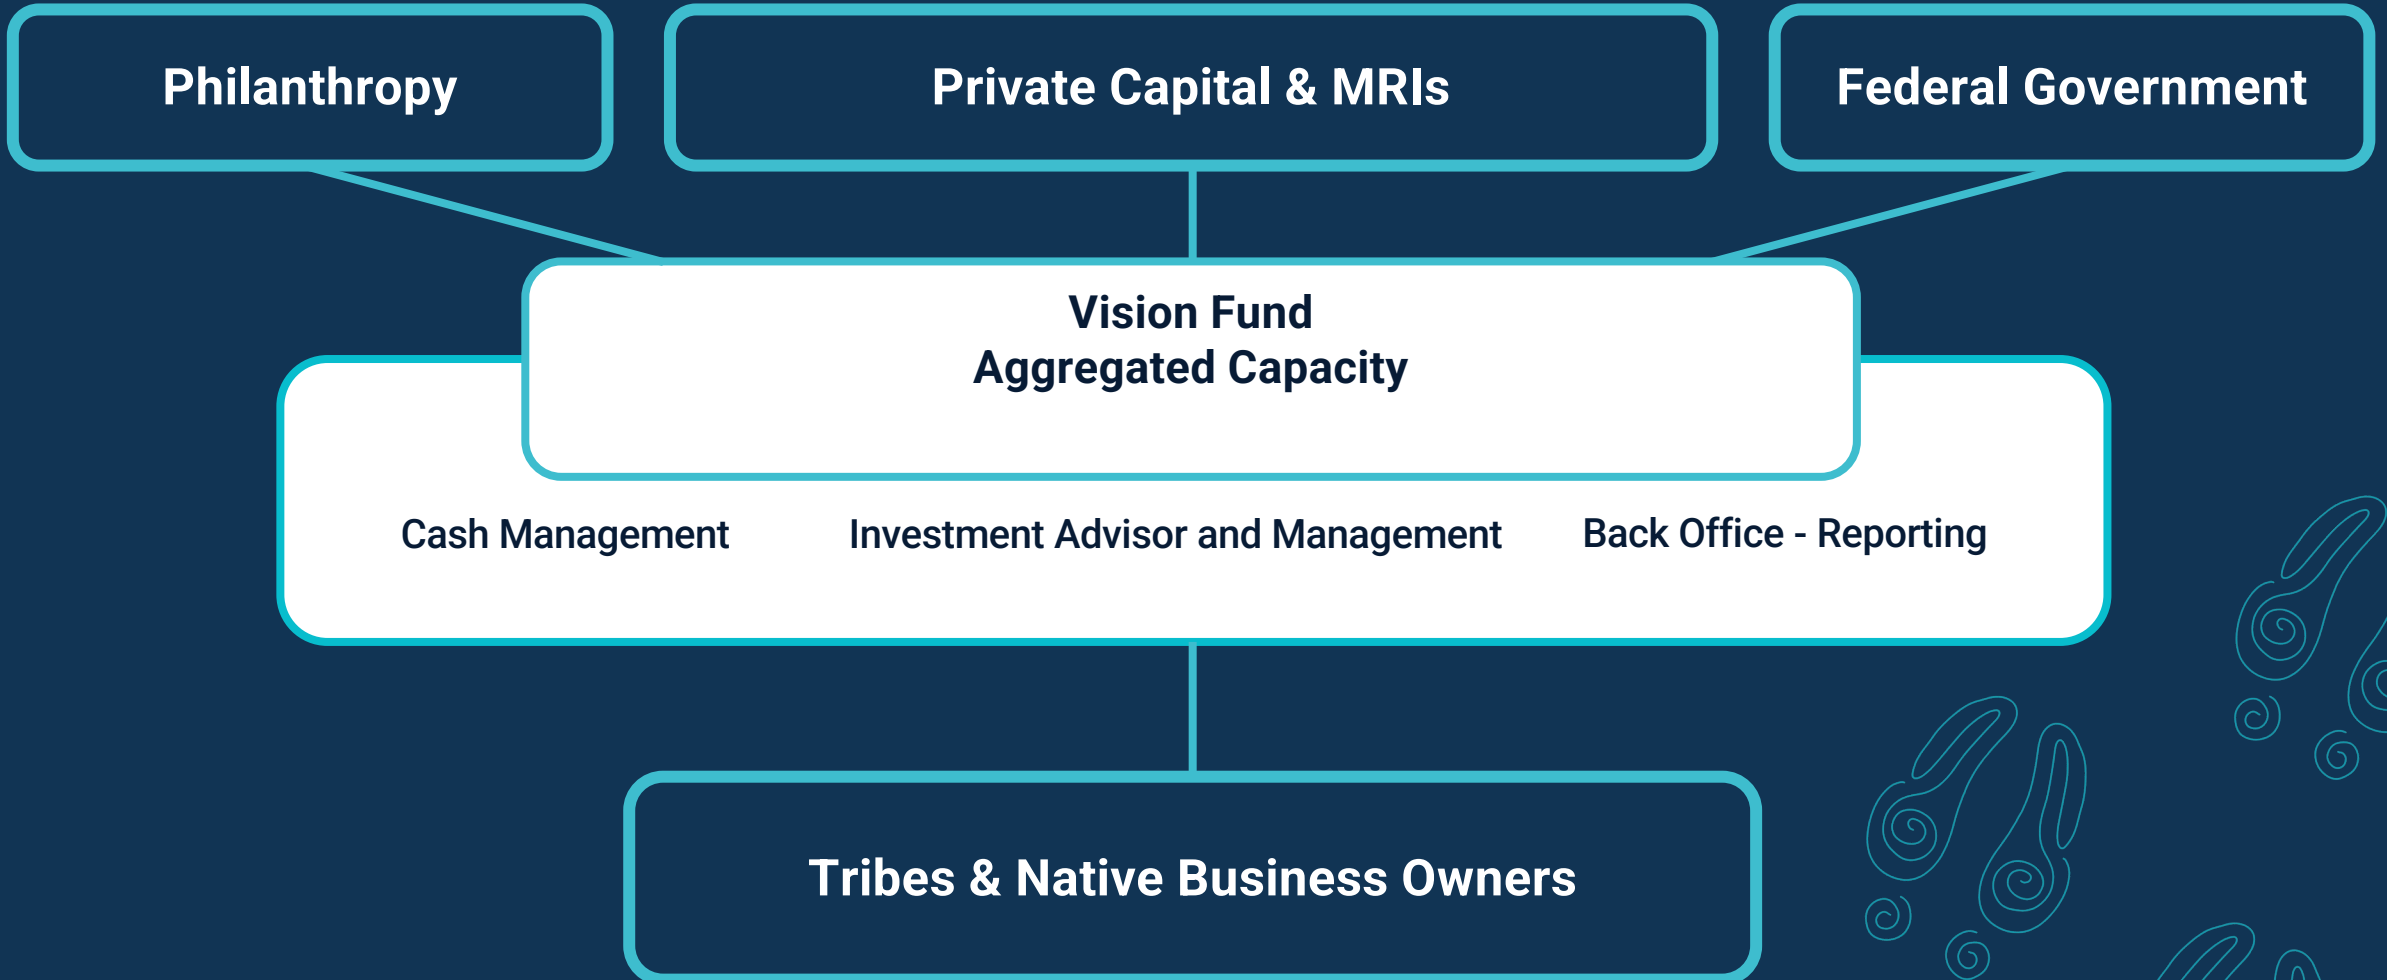 Philanthropy
Private Capital & MRIs
Federal Government
Vision Fund
Aggregated Capacity
Cash Management
Investment Advisor and Management
Back Office - Reporting
Tribes & Native Business Owners